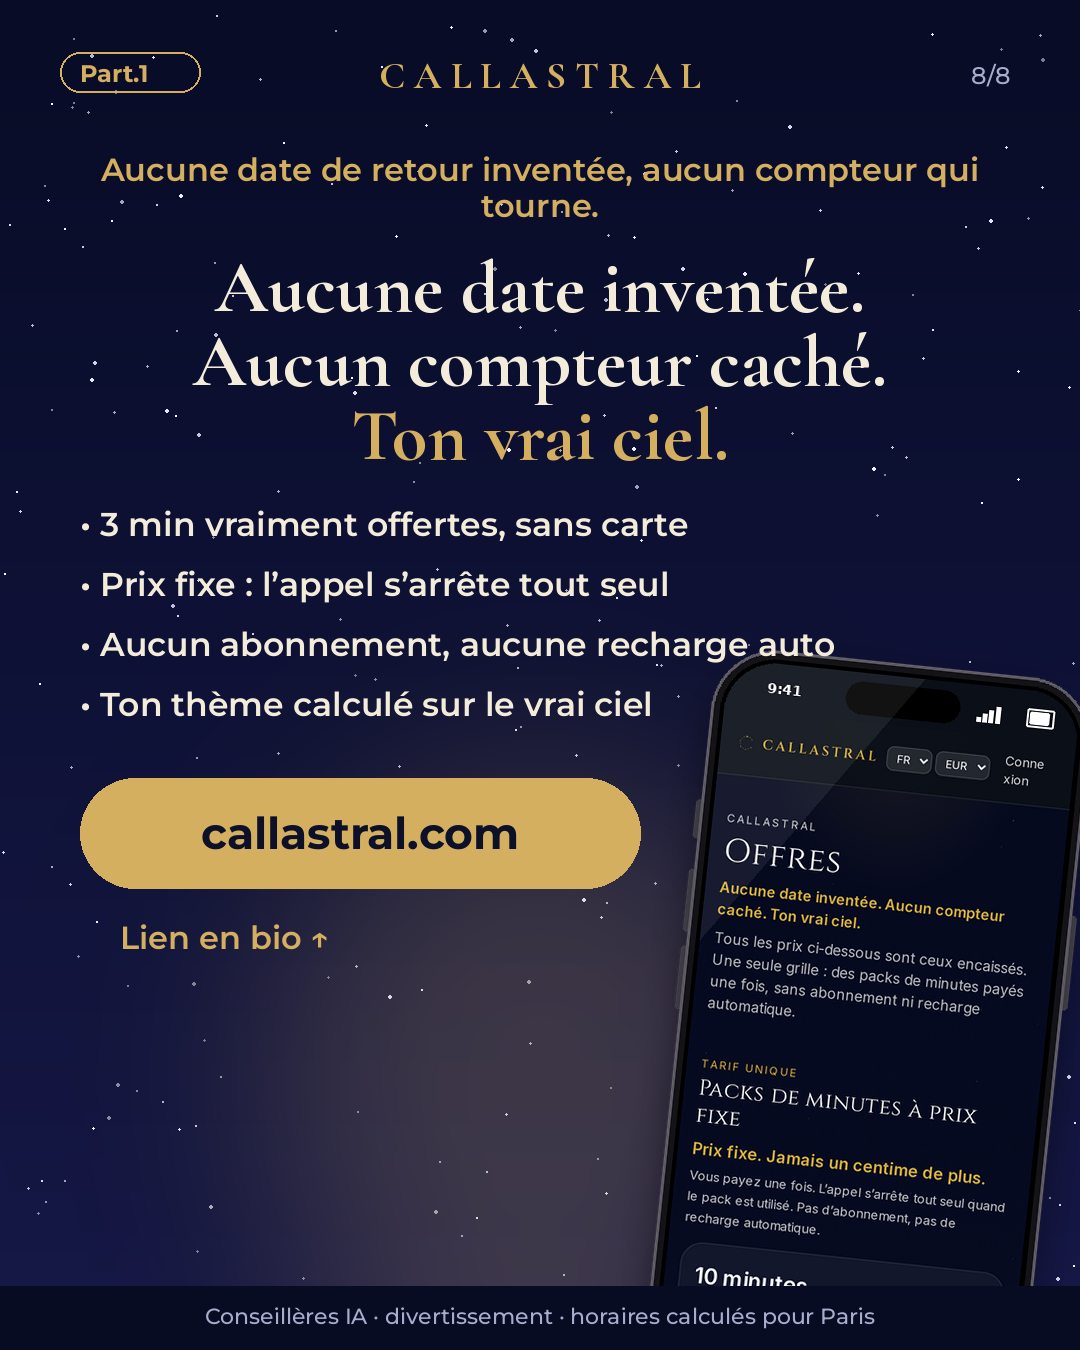 Part.1
CALLASTRAL
8/8
Aucune date de retour inventée, aucun compteur qui
tourne.
Aucune date inventée.
Aucun compteur caché.
Ton vrai ciel.
• 3 min vraiment offertes, sans carte
• Prix fixe : l’appel s’arrête tout seul
• Aucun abonnement, aucune recharge auto
• Ton thème calculé sur le vrai ciel
callastral.com
Lien en bio ↑
9:41
CALLASTRAL
FR
EUR
Conne
xion
CALLASTRAL
OFFRES
Aucune date inventée. Aucun compteur
caché. Ton vrai ciel.
Tous les prix ci-dessous sont ceux encaissés.
Une seule grille : des packs de minutes payés
une fois, sans abonnement ni recharge
automatique.
TARIF UNIQUE
PACKS DE MINUTES À PRIX
FIXE
Prix fixe. Jamais un centime de plus.
Vous payez une fois. L’appel s’arrête tout seul quand
le pack est utilisé. Pas d’abonnement, pas de
recharge automatique.
10 minutes
Conseillères IA · divertissement · horaires calculés pour Paris